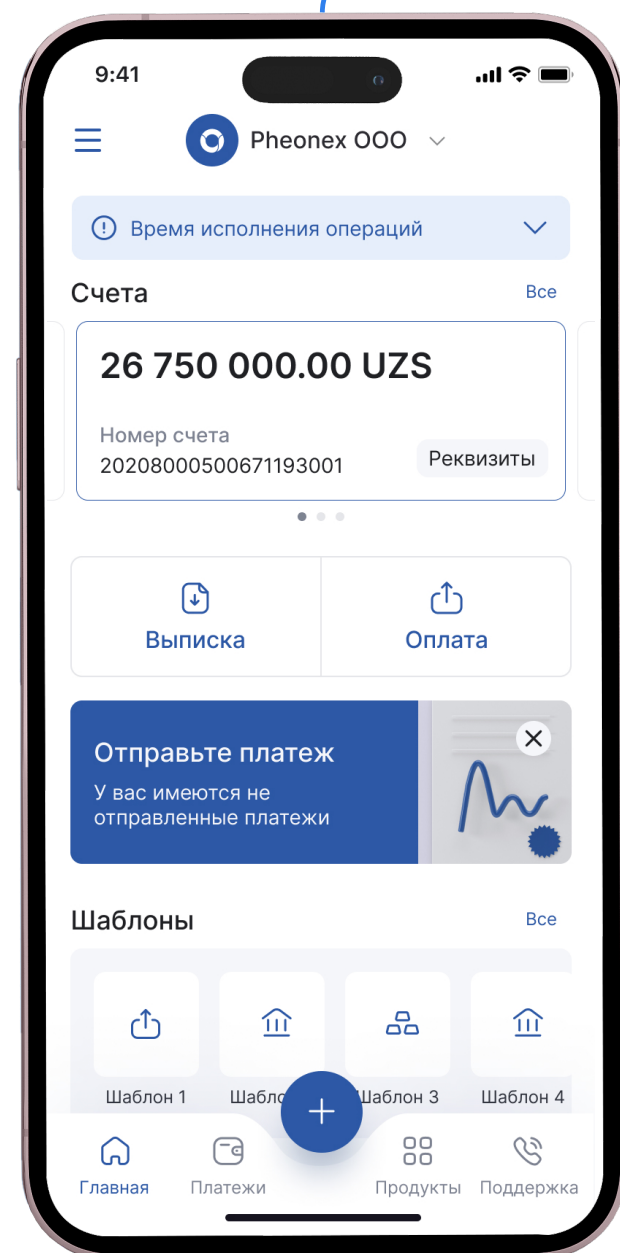 9:41
Pheonex ООО
Время исполнения операций
Счета
Все
26 750 000.00 UZS
Номер счета
20208000500671193001
Реквизиты
Выписка
Оплата
Отправьте платеж
У вас имеются не
отправленные платежи
Шаблоны
Все
Шаблон 1
Шабло
Шаблон 3
Шаблон 4
Главная
Платежи
Продукты
Поддержка